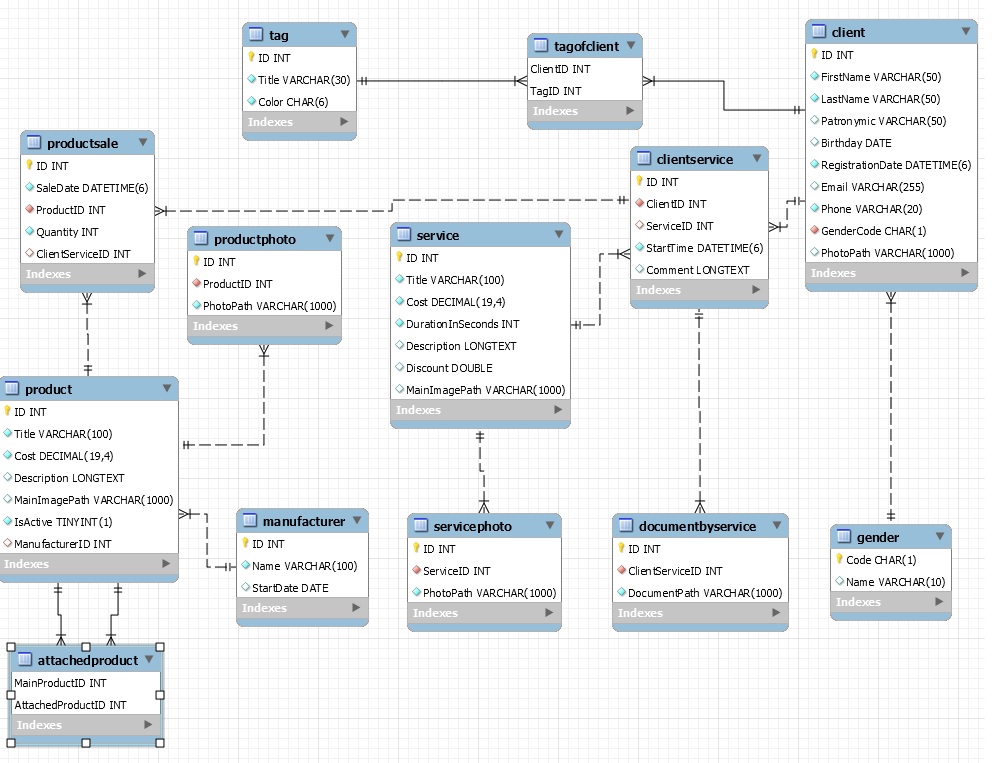 tag
ID INT
Title VARCHAR(30)
Color CHAR(6)
Indexes
tagofclient
ClientID INT
TagID INT
Indexes
client
ID INT
FirstName VARCHAR(50)
LastName VARCHAR(50)
Patronymic VARCHAR(50)
Birthday DATE
RegistrationDate DATETIME(6)
Email VARCHAR(255)
Phone VARCHAR(20)
GenderCode CHAR(1)
PhotoPath VARCHAR(1000)
Indexes
productsale
ID INT
SaleDate DATETIME(6)
ProductID INT
Quantity INT
ClientServiceID INT
Indexes
clientservice
ID INT
ClientID INT
ServiceID INT
StartTime DATETIME(6)
Comment LONGTEXT
Indexes
productphoto
ID INT
ProductID INT
PhotoPath VARCHAR(1000)
Indexes
service
ID INT
Title VARCHAR(100)
Cost DECIMAL(19,4)
DurationInSeconds INT
Description LONGTEXT
Discount DOUBLE
MainImagePath VARCHAR(1000)
Indexes
product
ID INT
Title VARCHAR(100)
Cost DECIMAL(19,4)
Description LONGTEXT
MainImagePath VARCHAR(1000)
IsActive TINYINT(1)
ManufacturerID INT
Indexes
manufacturer
ID INT
Name VARCHAR(100)
StartDate DATE
Indexes
servicephoto
ID INT
ServiceID INT
PhotoPath VARCHAR(1000)
Indexes
documentbyservice
ID INT
ClientServiceID INT
DocumentPath VARCHAR(1000)
Indexes
gender
Code CHAR(1)
Name VARCHAR(10)
Indexes
attachedproduct
MainProductID INT
AttachedProductID INT
Indexes